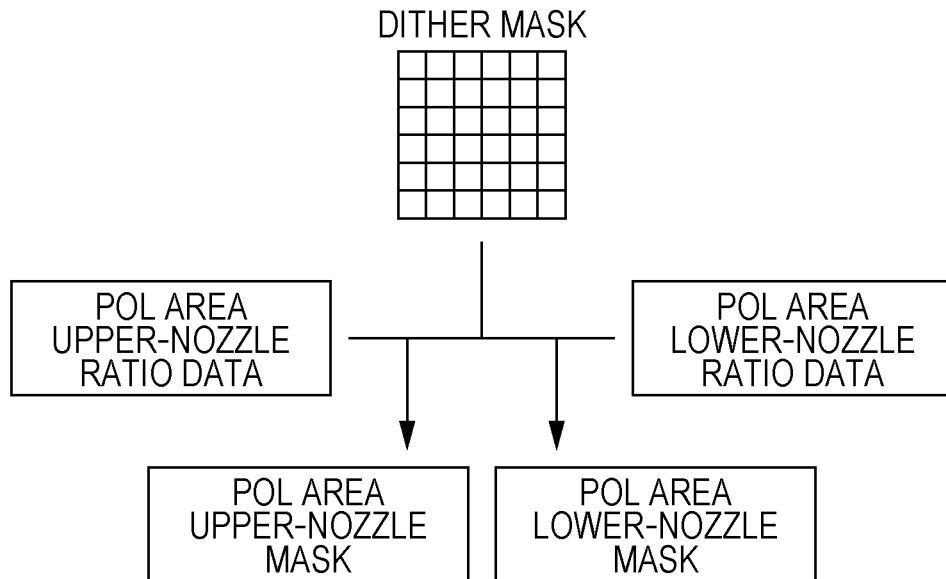 DITHER MASK
POL AREA
UPPER-NOZZLE
RATIO DATA
POL AREA
LOWER-NOZZLE
RATIO DATA
POL AREA
UPPER-NOZZLE
MASK
POL AREA
LOWER-NOZZLE
MASK